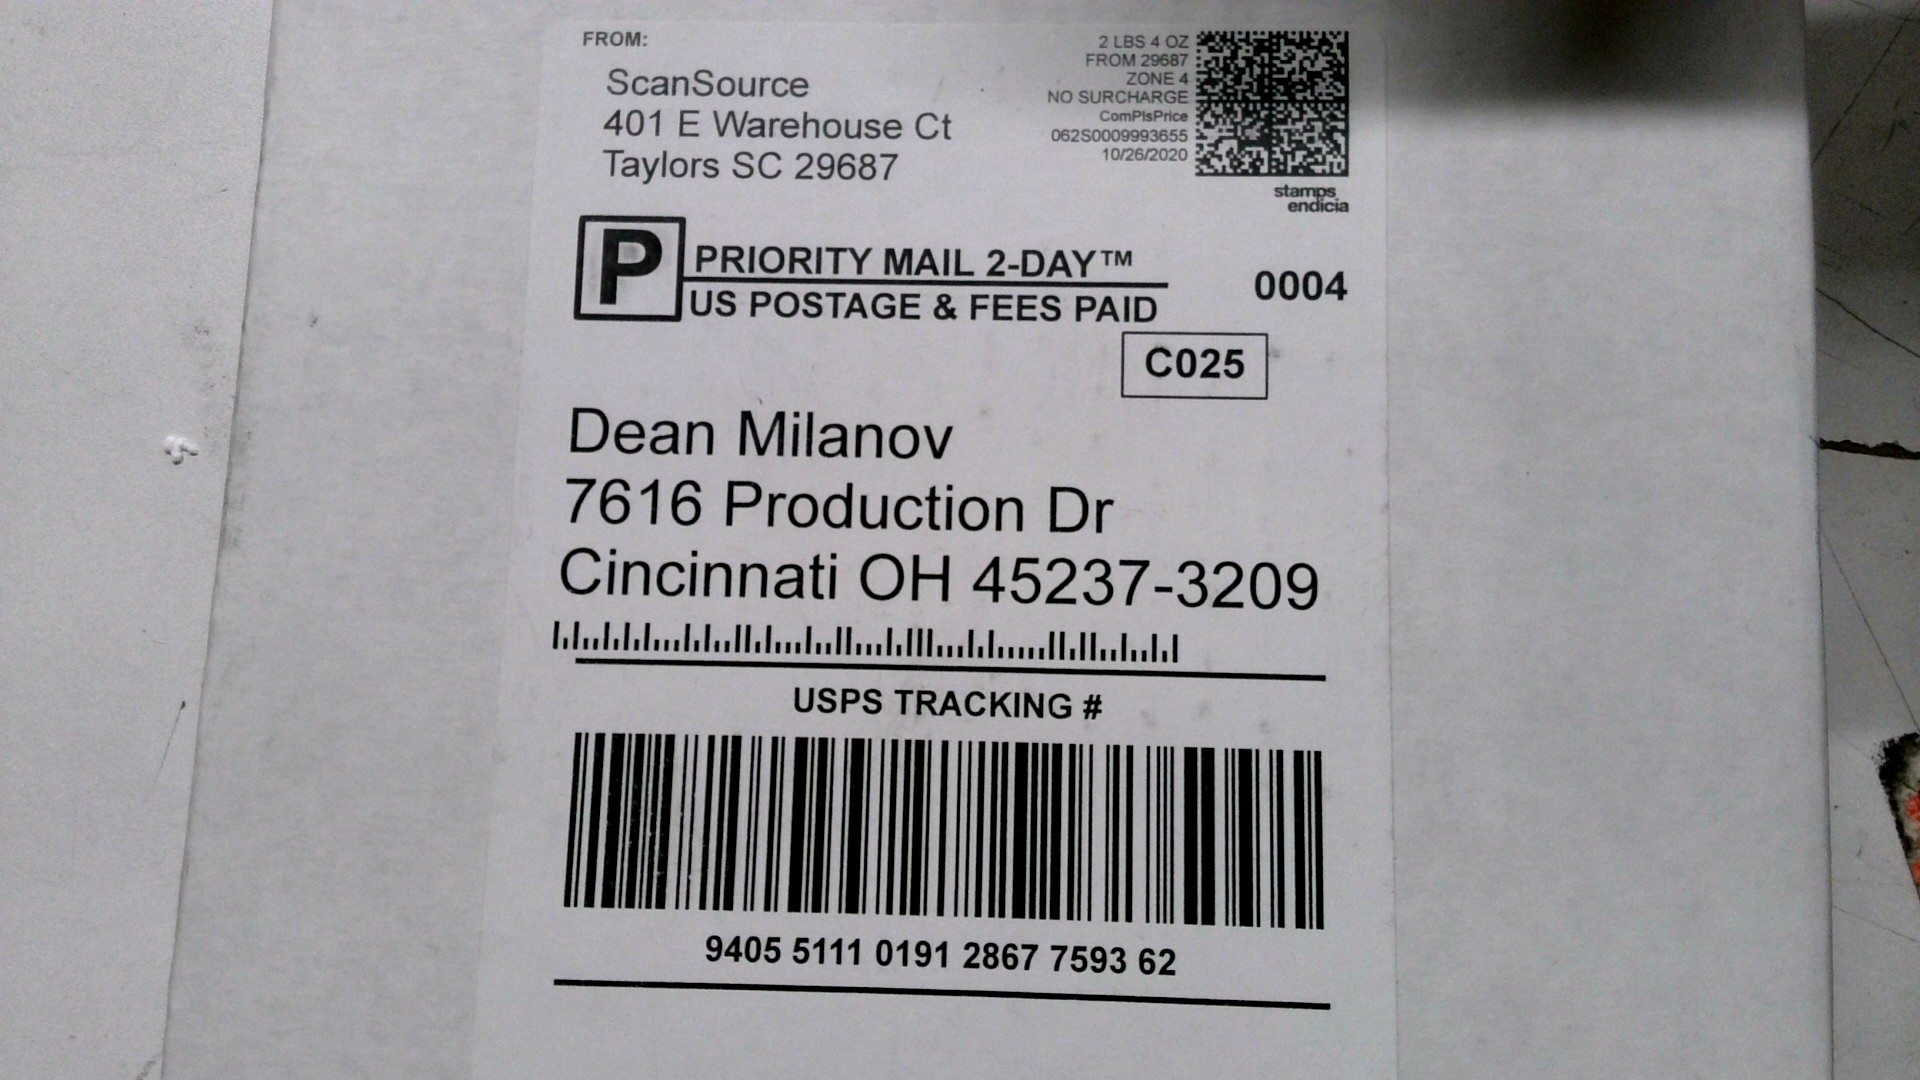 FROM:
ScanSource
401 E Warehouse Ct
Taylors SC 29687
2 LBS 4 OZ
FROM 29687
ZONE 4
NO SURCHARGE
ComPlsPrice
062S0009993655
10/26/2020
stamps
endicia
P
PRIORITY MAIL 2-DAY™
US POSTAGE & FEES PAID
0004
C025
Dean Milanov
7616 Production Dr
Cincinnati OH 45237-3209
USPS TRACKING #
9405 5111 0191 2867 7593 62